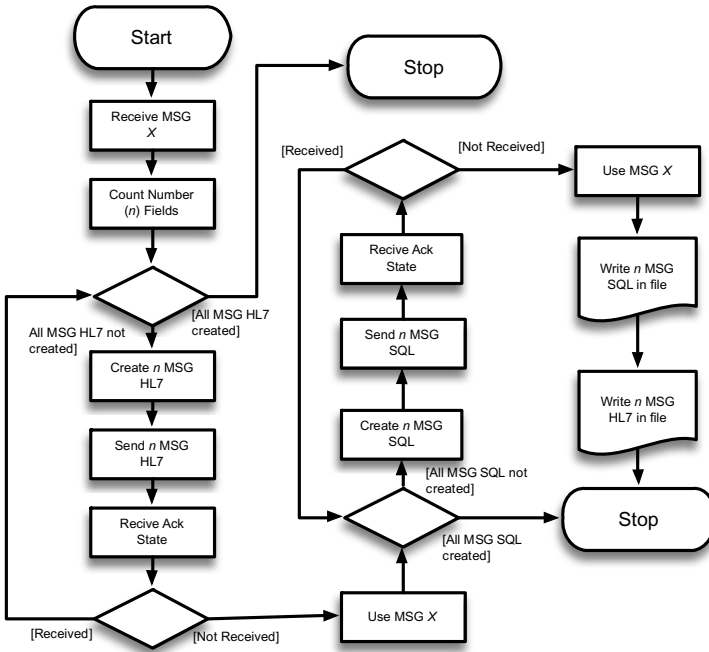 Start
Receive MSG
X
Count Number
(n) Fields
All MSG HL7 not
created]
[All MSG HL7
created]
Create n MSG
HL7
Send n MSG
HL7
Recive Ack
State
[Received]
[Not Received]
Use MSG X
[All MSG SQL not
created]
[All MSG SQL
created]
Create n MSG
SQL
Send n MSG
SQL
Recive Ack
State
[Received]
[Not Received]
Use MSG X
Write n MSG
SQL in file
Write n MSG
HL7 in file
Stop
Stop